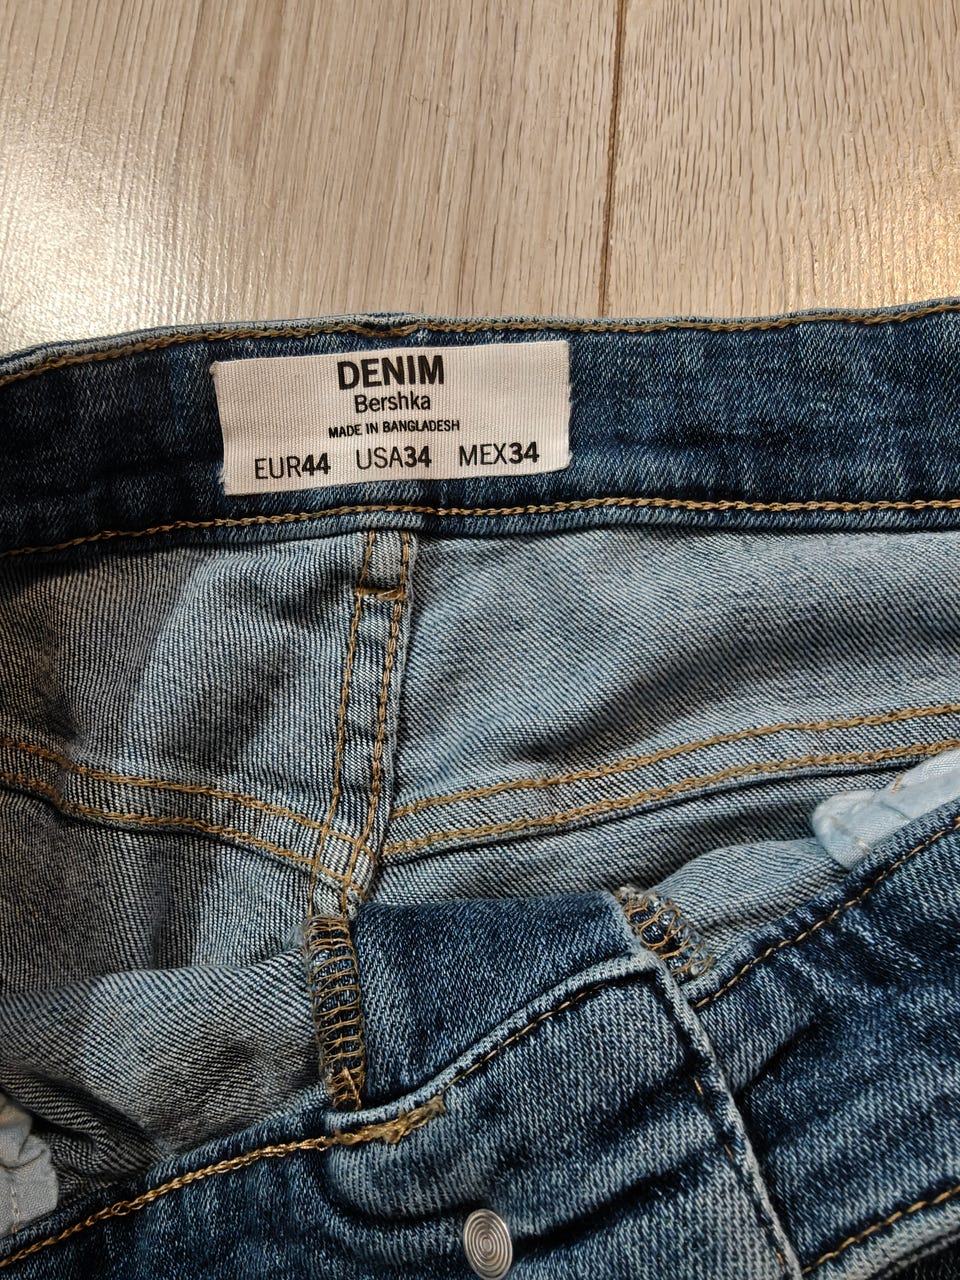 DENIM
Bershka
MADE IN BANGLADESH
EUR44 USA34 MEX34